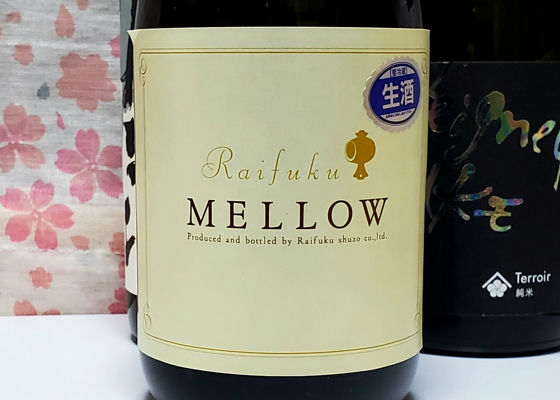 要冷蔵
生酒
Raifuku
MELLOW
Produced and bottled by Raifuku shuzo co.,ltd.
Terroir
純米